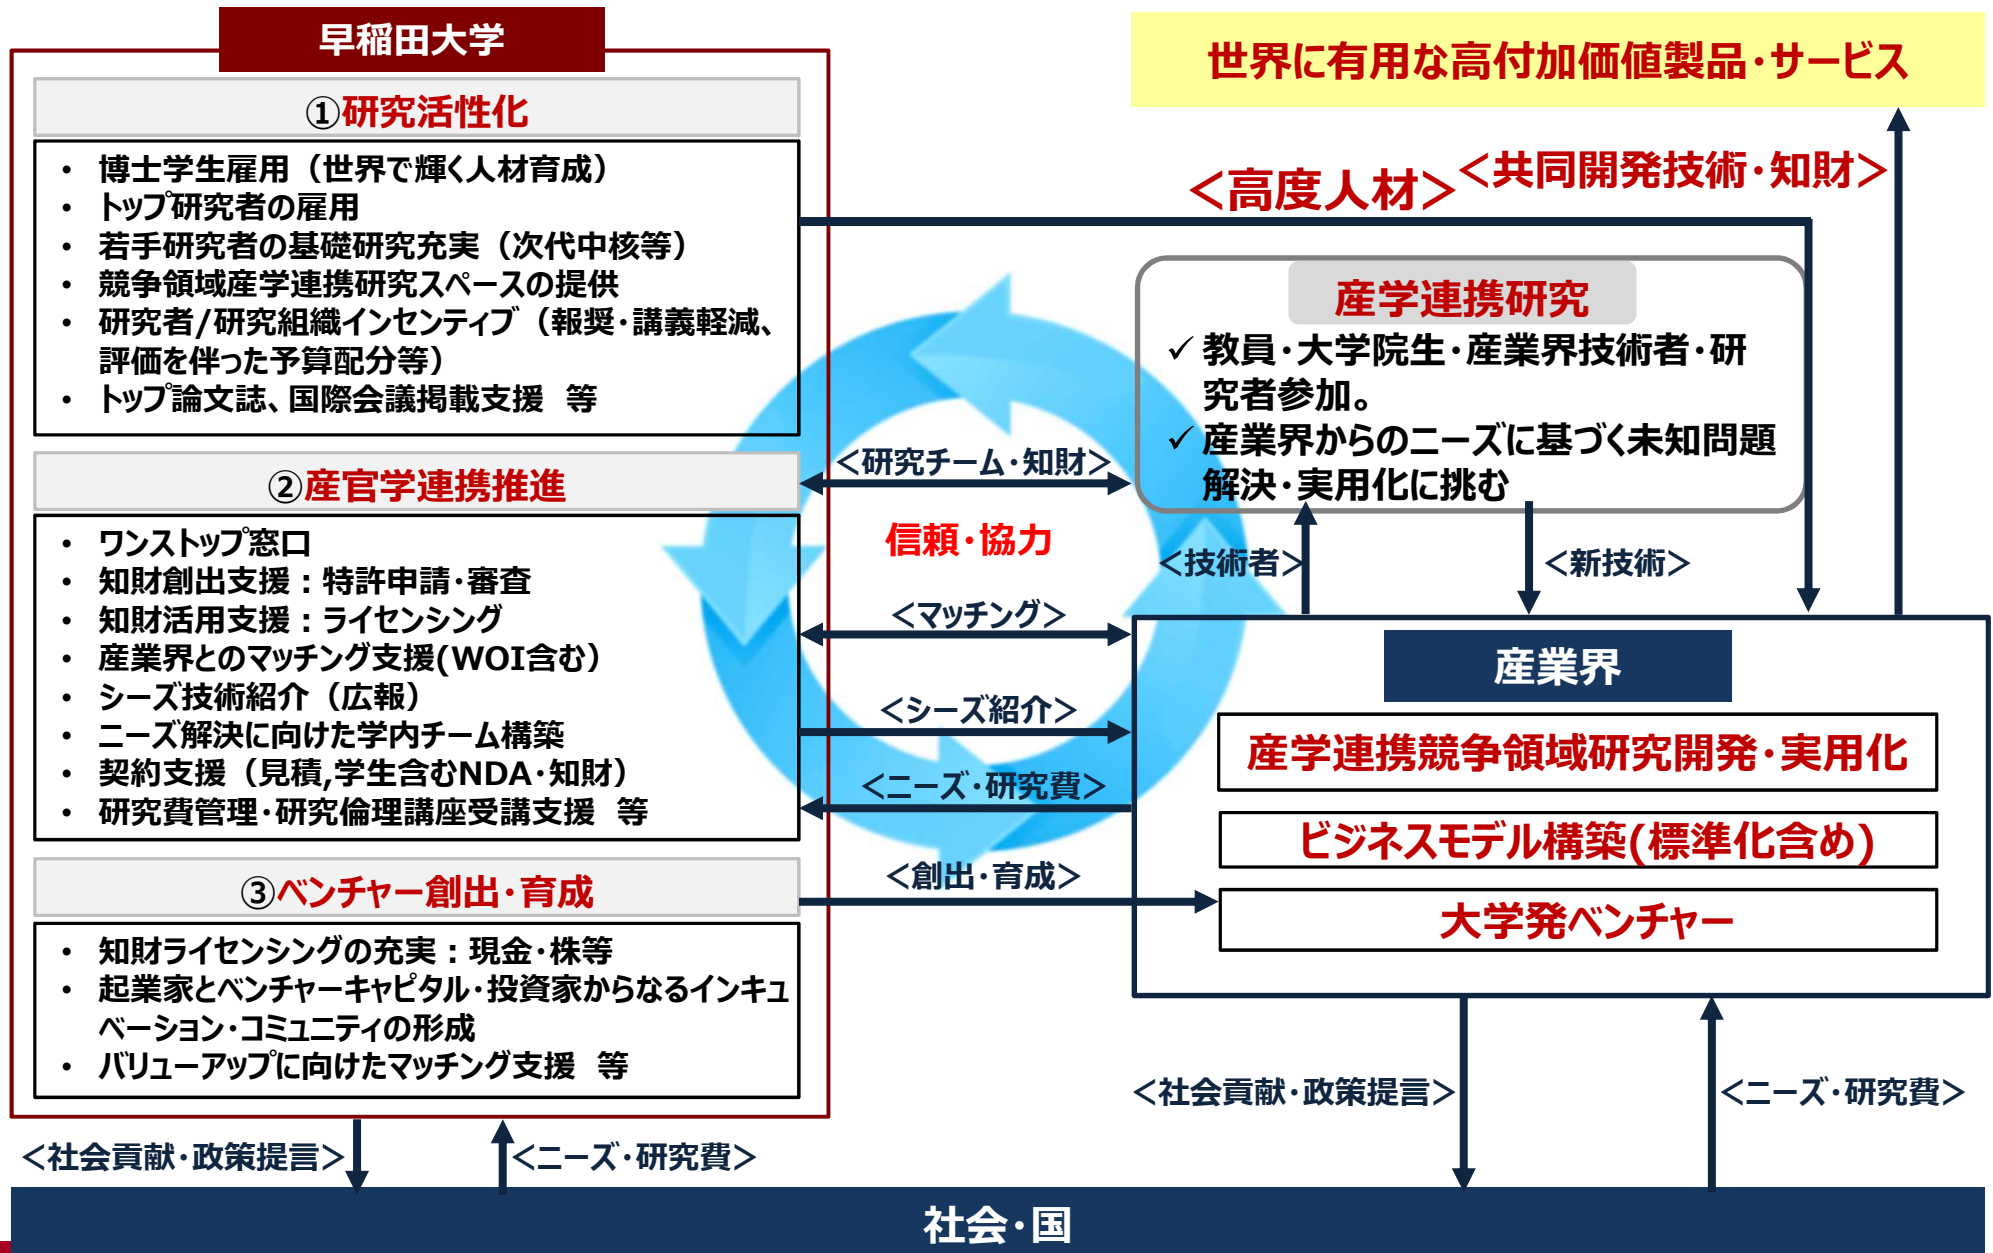 早稲田大学
①研究活性化
• 博士学生雇用（世界で輝く人材育成）
• トップ研究者の雇用
• 若手研究者の基礎研究充実（次代中核等）
• 競争領域産学連携研究スペースの提供
• 研究者/研究組織インセンティブ（報奨・講義軽減、
評価を伴った予算配分等）
• トップ論文誌、国際会議掲載支援 等
②産官学連携推進
• ワンストップ窓口
• 知財創出支援：特許申請・審査
• 知財活用支援：ライセンシング
• 産業界とのマッチング支援(WOI含む）
• シーズ技術紹介（広報）
• ニーズ解決に向けた学内チーム構築
• 契約支援（見積,学生含むNDA・知財）
• 研究費管理・研究倫理講座受講支援 等
③ベンチャー創出・育成
• 知財ライセンシングの充実：現金・株等
• 起業家とベンチャーキャピタル・投資家からなるインキュ
ベーション・コミュニティの形成
• バリューアップに向けたマッチング支援 等
＜研究チーム・知財＞
信頼・協力
＜マッチング＞
＜シーズ紹介＞
＜ニーズ・研究費＞
＜創出・育成＞
世界に有用な高付加価値製品・サービス
＜高度人材＞
＜共同開発技術・知財＞
産学連携研究
✓ 教員・大学院生・産業界技術者・研
究者参加。
✓ 産業界からのニーズに基づく未知問題
解決・実用化に挑む
＜技術者＞
＜新技術＞
産業界
産学連携競争領域研究開発・実用化
ビジネスモデル構築(標準化含め)
大学発ベンチャー
＜社会貢献・政策提言＞
＜ニーズ・研究費＞
＜社会貢献・政策提言＞
＜ニーズ・研究費＞
社会・国